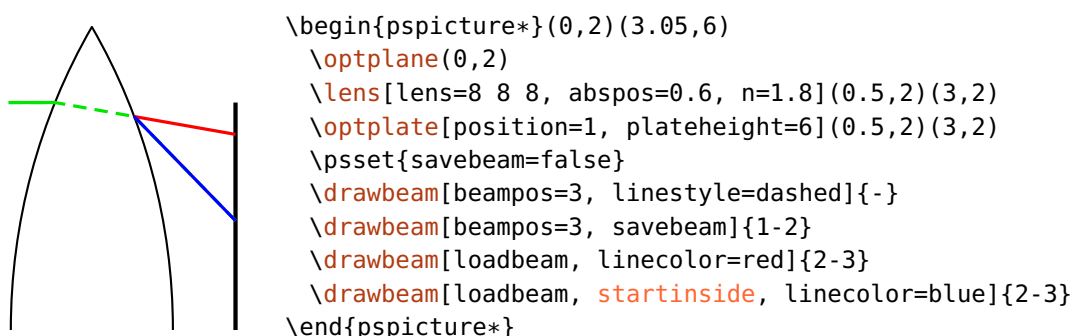 \begin{pspicture*}(0,2)(3.05,6)
\optplane(0,2)
\lens[lens=8 8 8, abspos=0.6, n=1.8](0.5,2)(3,2)
\optplate[position=1, plateheight=6](0.5,2)(3,2)
\psset{savebeam=false}
\drawbeam[beampos=3, linestyle=dashed]{-}
\drawbeam[beampos=3, savebeam]{1-2}
\drawbeam[loadbeam, linecolor=red]{2-3}
\drawbeam[loadbeam, startinside, linecolor=blue]{2-3}
\end{pspicture*}